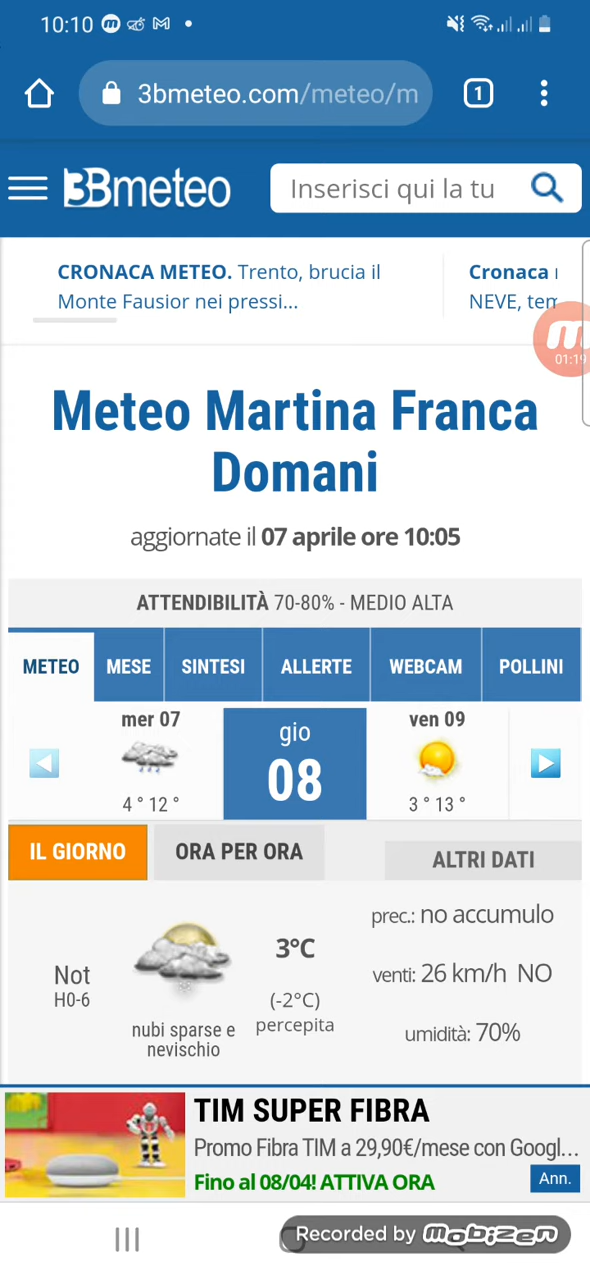 10:10
3bmeteo.com/meteo/m
1
3Bmeteo
Inserisci qui la tu
CRONACA METEO. Trento, brucia il
Monte Fausior nei pressi...
Cronaca
NEVE,
01:19
Meteo Martina Franca
Domani
aggiornate il 07 aprile ore 10:05
ATTENDIBILITÀ 70-80% - MEDIO ALTA
METEO MESE SINTESI ALLERTE WEBCAM POLLINI
mer 07
4 ° 12 °
gio
08
ven 09
3 ° 13 °
IL GIORNO
ORA PER ORA
ALTRI DATI
Not
H0-6
nubi sparse e
nevischio
3°C
(-2°C)
percepita
prec.: no accumulo
venti: 26 km/h NO
umidità: 70%
TIM SUPER FIBRA
Promo Fibra TIM a 29,90€/mese con Googl...
Fino al 08/04! ATTIVA ORA
Ann.
Recorded by mobizen